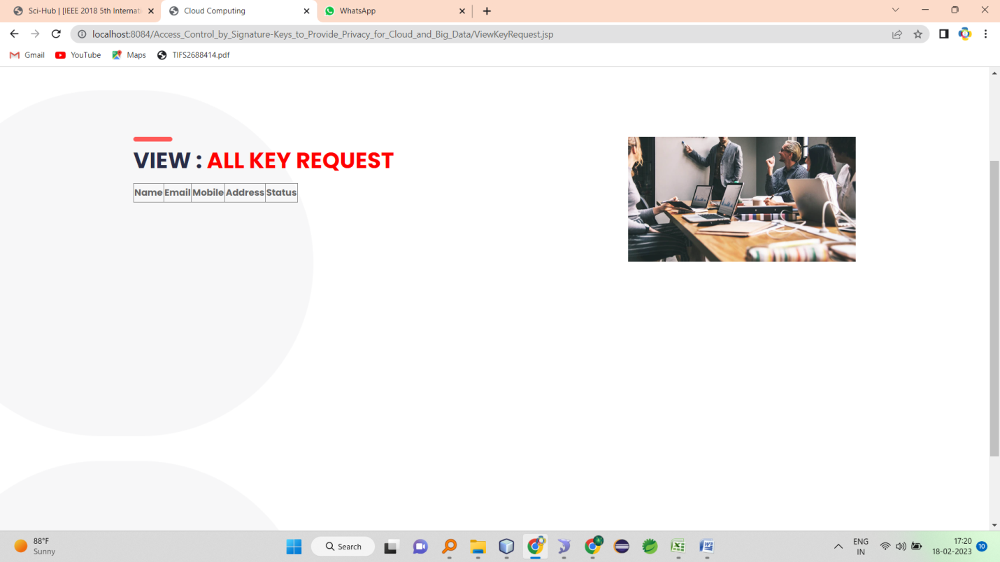 Sci-Hub | [IEEE 2018 5th Internati
Cloud Computing
WhatsApp
localhost:8084/Access_Control_by_Signature-Keys_to_Provide_Privacy_for_Cloud_and_Big_Data/ViewKeyRequest.jsp
Gmail YouTube Maps TIFS2688414.pdf
VIEW : ALL KEY REQUEST
Name Email Mobile Address Status
88°F
Sunny
Search
ENG
IN
17:20
18-02-2023
10